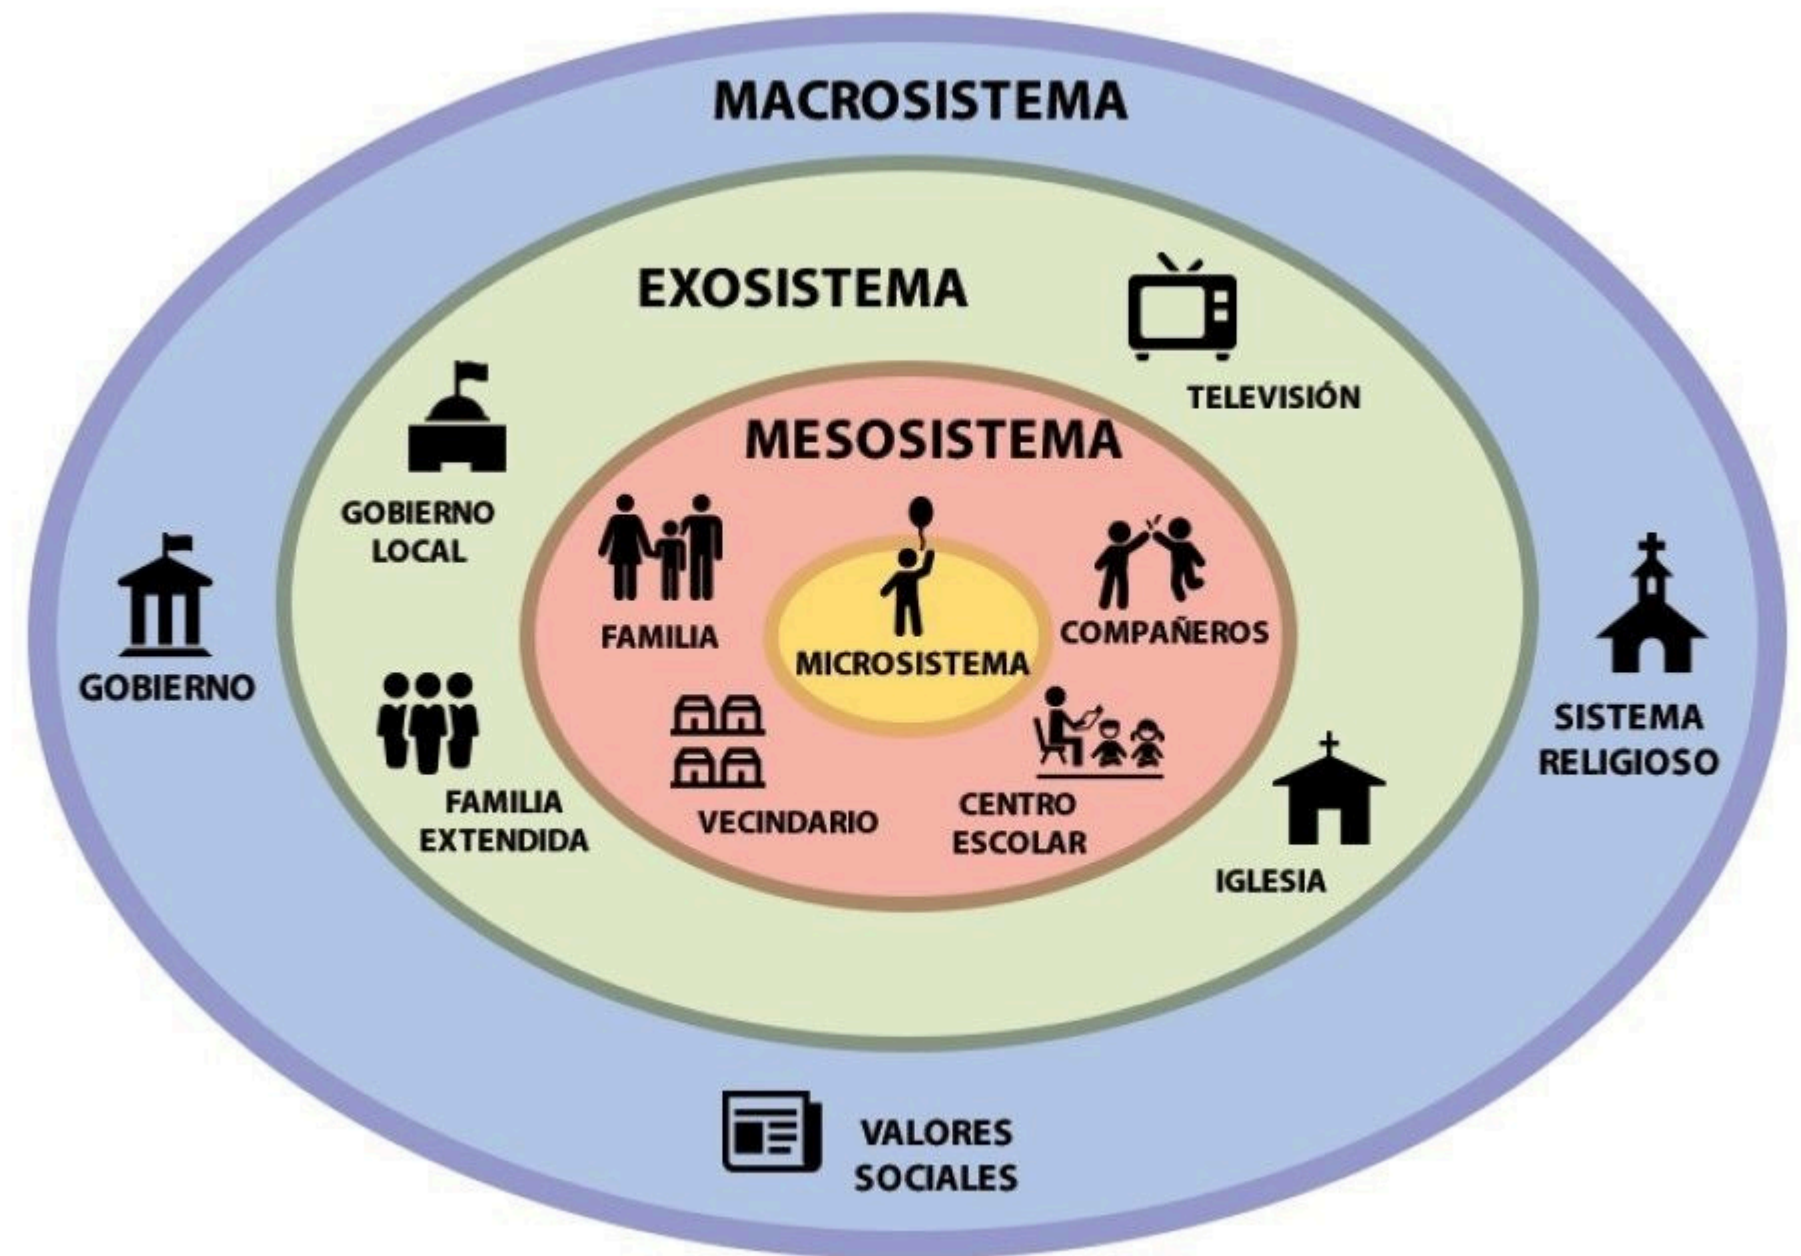 MACROSISTEMA
EXOSISTEMA
TELEVISIÓN
MESOSISTEMA
GOBIERNO
LOCAL
FAMILIA
COMPAÑEROS
MICROSISTEMA
GOBIERNO
SISTEMA
RELIGIOSO
FAMILIA
EXTENDIDA
VECINDARIO
CENTRO
ESCOLAR
IGLESIA
VALORES
SOCIALES